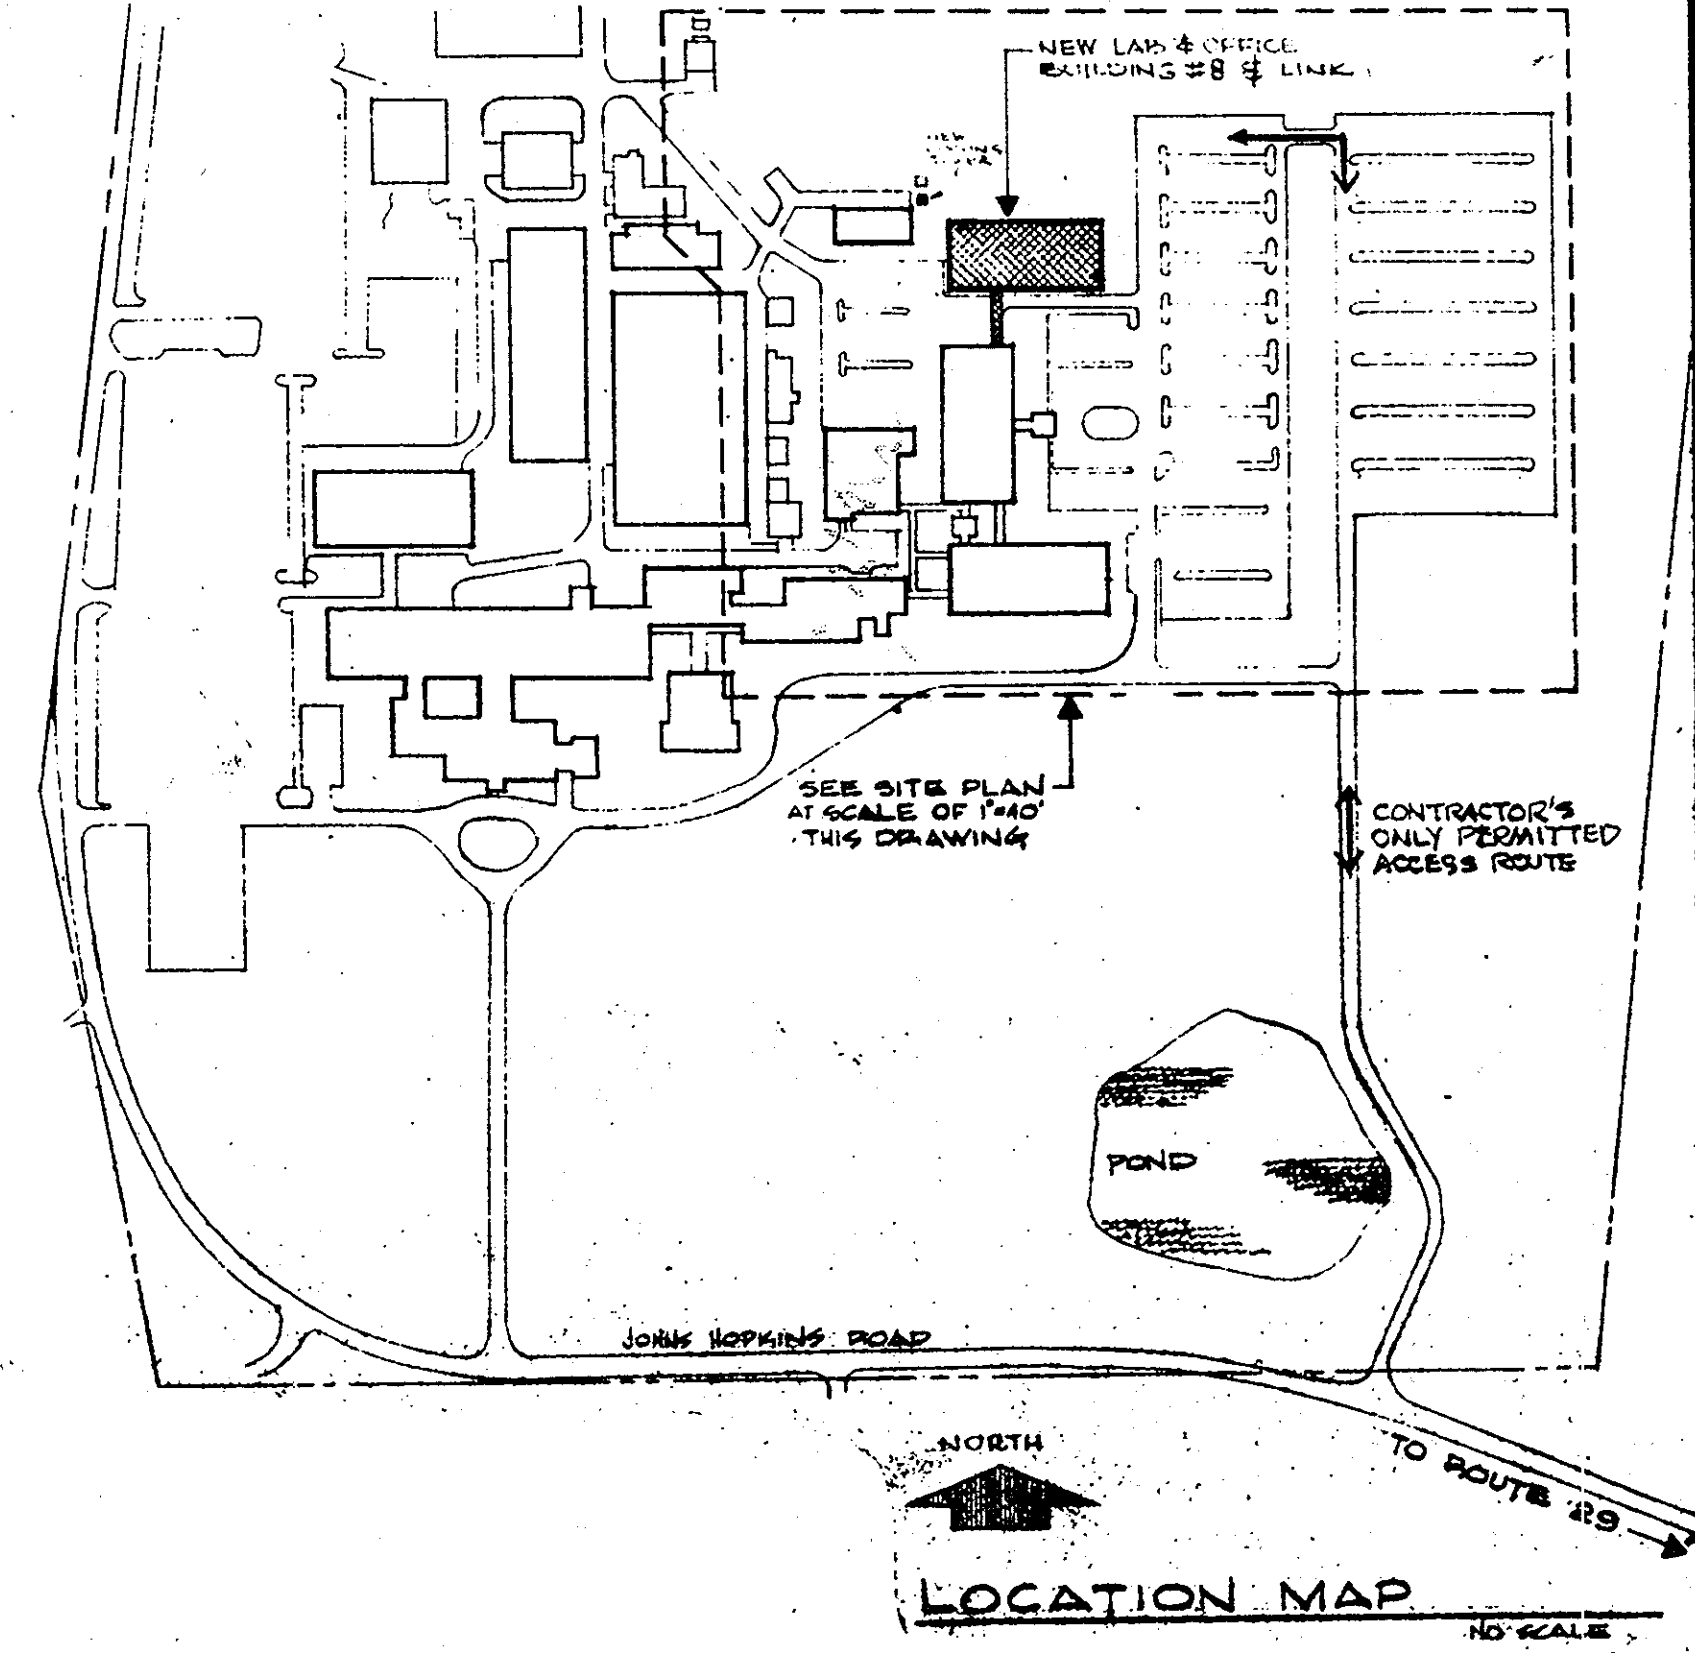 NEW LAB & OFFICE
BUILDING #8 & LINK
NEW
SEE SITE PLAN
AT SCALE OF 1"=40'
THIS DRAWING
CONTRACTOR'S
ONLY PERMITTED
ACCESS ROUTE
POND
JOHNS HOPKINS ROAD
TO ROUTE 29
NORTH
LOCATION MAP
NO SCALE